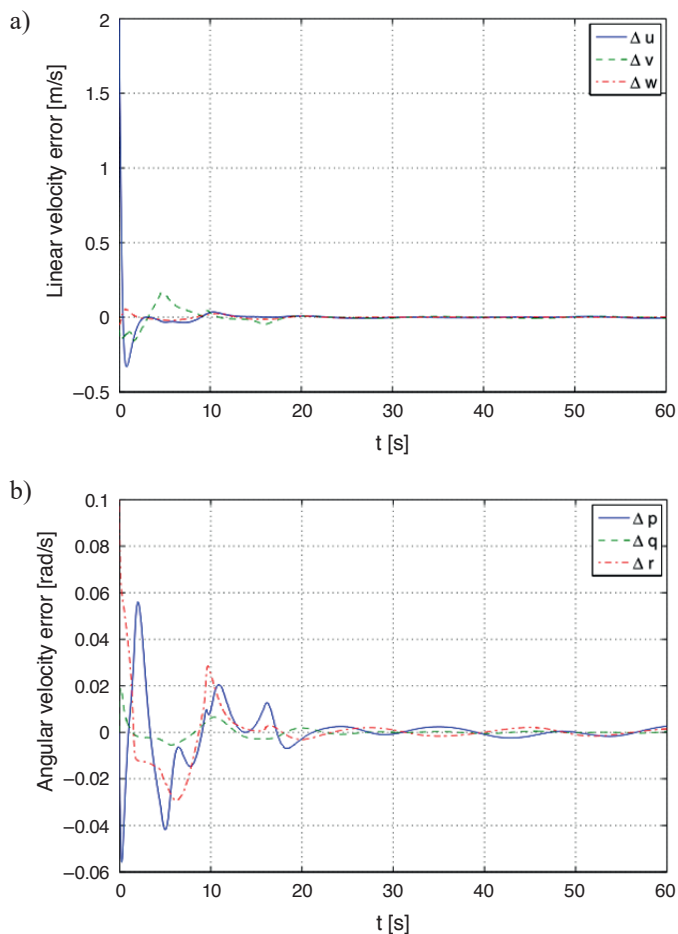 a)
Linear velocity error [m/s]
2
1.5
1
0.5
0
−0.5
Δ u
Δ v
Δ w
0 10 20 30 40 50 60
t [s]
b)
Angular velocity error [rad/s]
0.1
0.08
0.06
0.04
0.02
0
−0.02
−0.04
−0.06
Δ p
Δ q
Δ r
0 10 20 30 40 50 60
t [s]